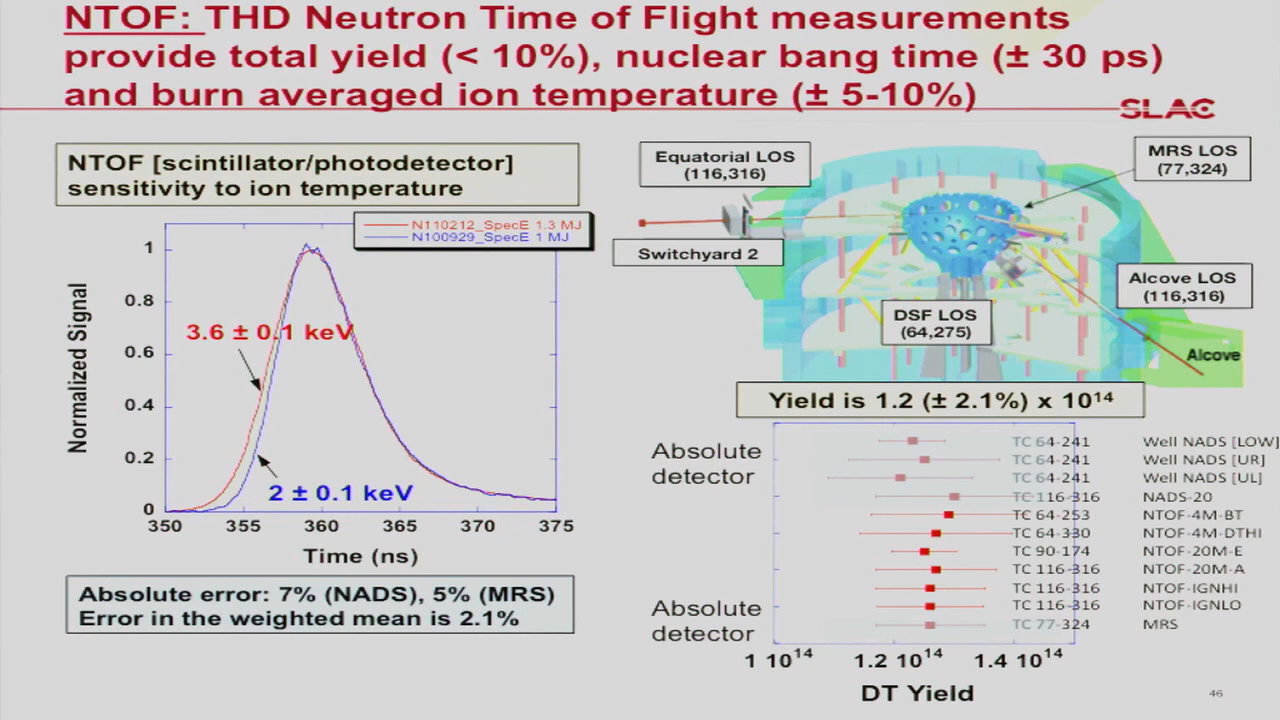 NTOF: THD Neutron Time of Flight measurements
provide total yield (< 10%), nuclear bang time (± 30 ps)
and burn averaged ion temperature (± 5-10%)
SLAC
NTOF [scintillator/photodetector]
sensitivity to ion temperature
N110212_SpecE 1.3 MJ
N100929_SpecE 1 MJ
Normalized Signal
1
0.8
0.6
0.4
0.2
0
3.6 ± 0.1 keV
2 ± 0.1 keV
350 355 360 365 370 375
Time (ns)
Absolute error: 7% (NADS), 5% (MRS)
Error in the weighted mean is 2.1%
Equatorial LOS
(116,316)
MRS LOS
(77,324)
Switchyard 2
Alcove LOS
(116,316)
DSF LOS
(64,275)
Alcove
Yield is 1.2 (± 2.1%) x 10¹⁴
Absolute
detector
TC 64-241 Well NADS [LOW]
TC 64-241 Well NADS [UR]
TC 64-241 Well NADS [UL]
TC 116-316 NADS-20
TC 64-253 NTOF-4M-BT
TC 64-330 NTOF-4M-DTHI
TC 90-174 NTOF-20M-E
TC 116-316 NTOF-20M-A
TC 116-316 NTOF-IGNHI
TC 116-316 NTOF-IGNLO
TC 77-324 MRS
Absolute
detector
1 10¹⁴ 1.2 10¹⁴ 1.4 10¹⁴
DT Yield
46